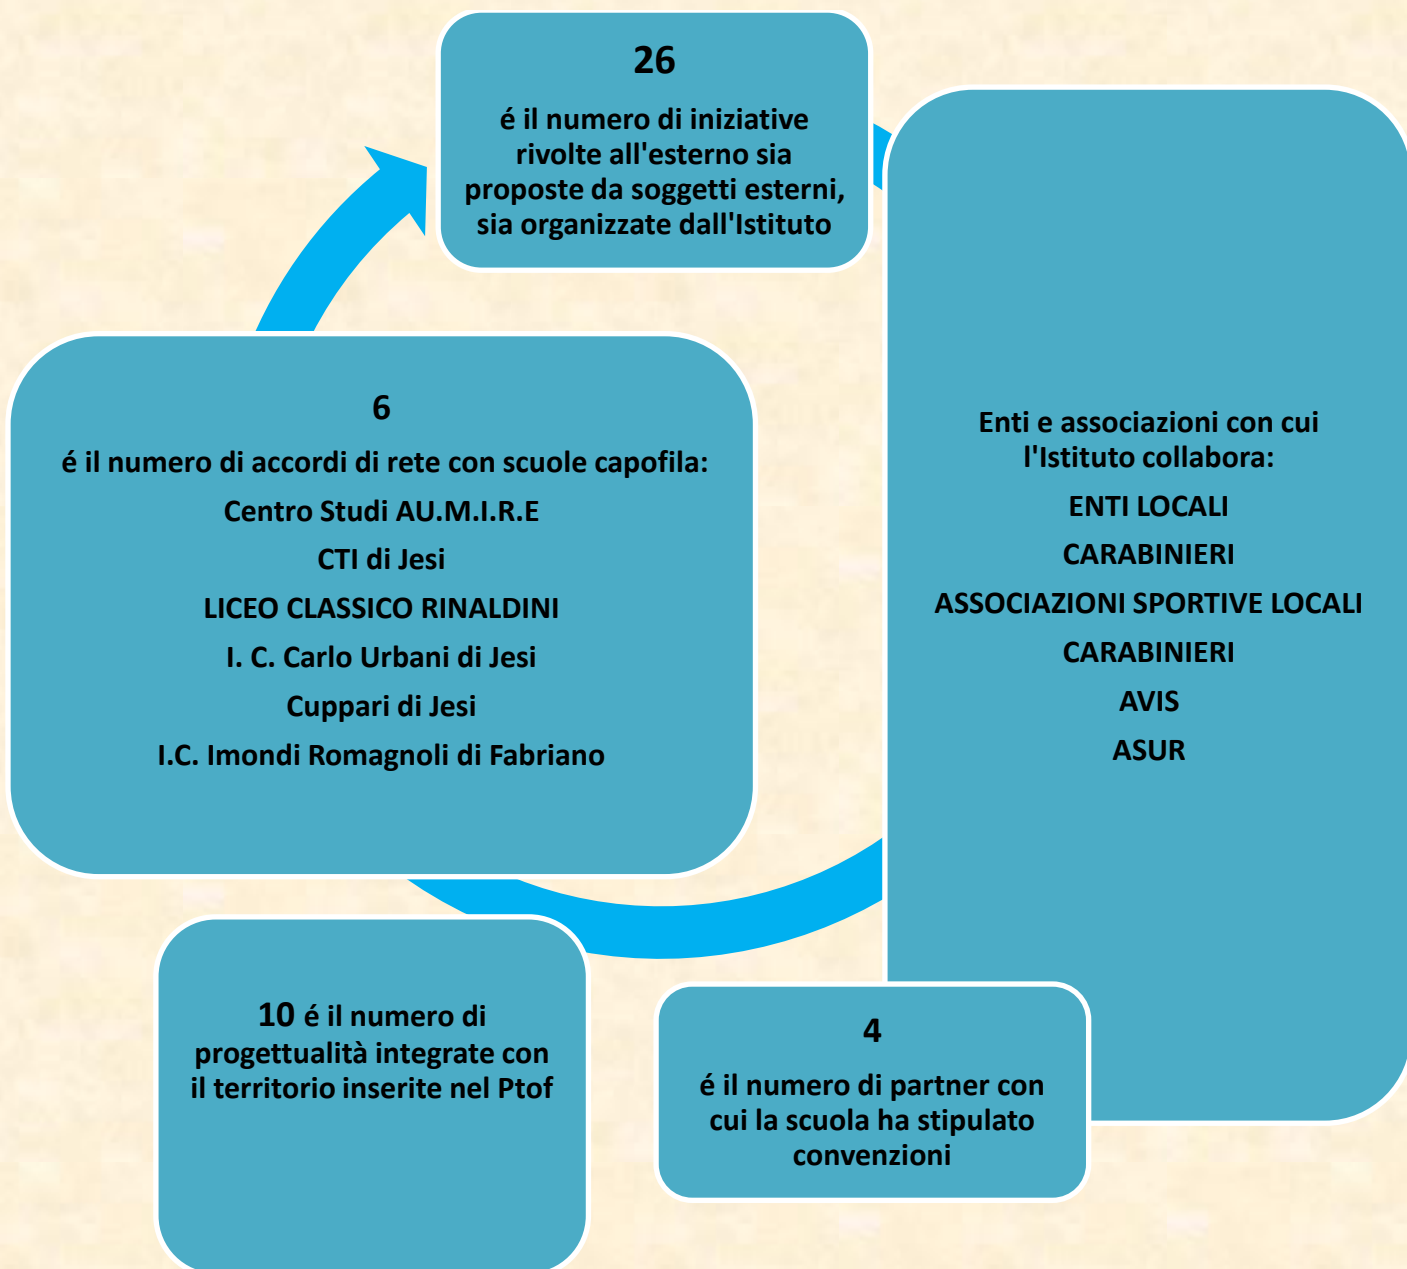 26
é il numero di iniziative
rivolte all'esterno sia
proposte da soggetti esterni,
sia organizzate dall'Istituto
Enti e associazioni con cui
l'Istituto collabora:
ENTI LOCALI
CARABINIERI
ASSOCIAZIONI SPORTIVE LOCALI
CARABINIERI
AVIS
ASUR
4
é il numero di partner con
cui la scuola ha stipulato
convenzioni
10 é il numero di
progettualità integrate con
il territorio inserite nel Ptof
6
é il numero di accordi di rete con scuole capofila:
Centro Studi AU.M.I.R.E
CTI di Jesi
LICEO CLASSICO RINALDINI
I. C. Carlo Urbani di Jesi
Cuppari di Jesi
I.C. Imondi Romagnoli di Fabriano